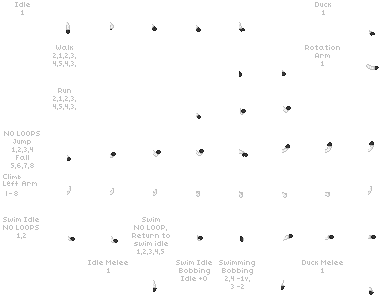 Idle
1
Duck
1
Walk
2,1,2,3,
4,5,4,3,
Rotation
Arm
1
Run
2,1,2,3,
4,5,4,3,
NO LOOPS
Jump
1,2,3,4
Fall
5,6,7,8
Climb
Left Arm
1-8
Swim Idle
NO LOOPS
1,2
Swim
NO LOOP,
Return to
swim idle
1,2,3,4,5
Swim Idle
Bobbing
Idle +0
Swimming
Bobbing
2,4 -1v,
3 -2
Idle Melee
1
Duck Melee
1